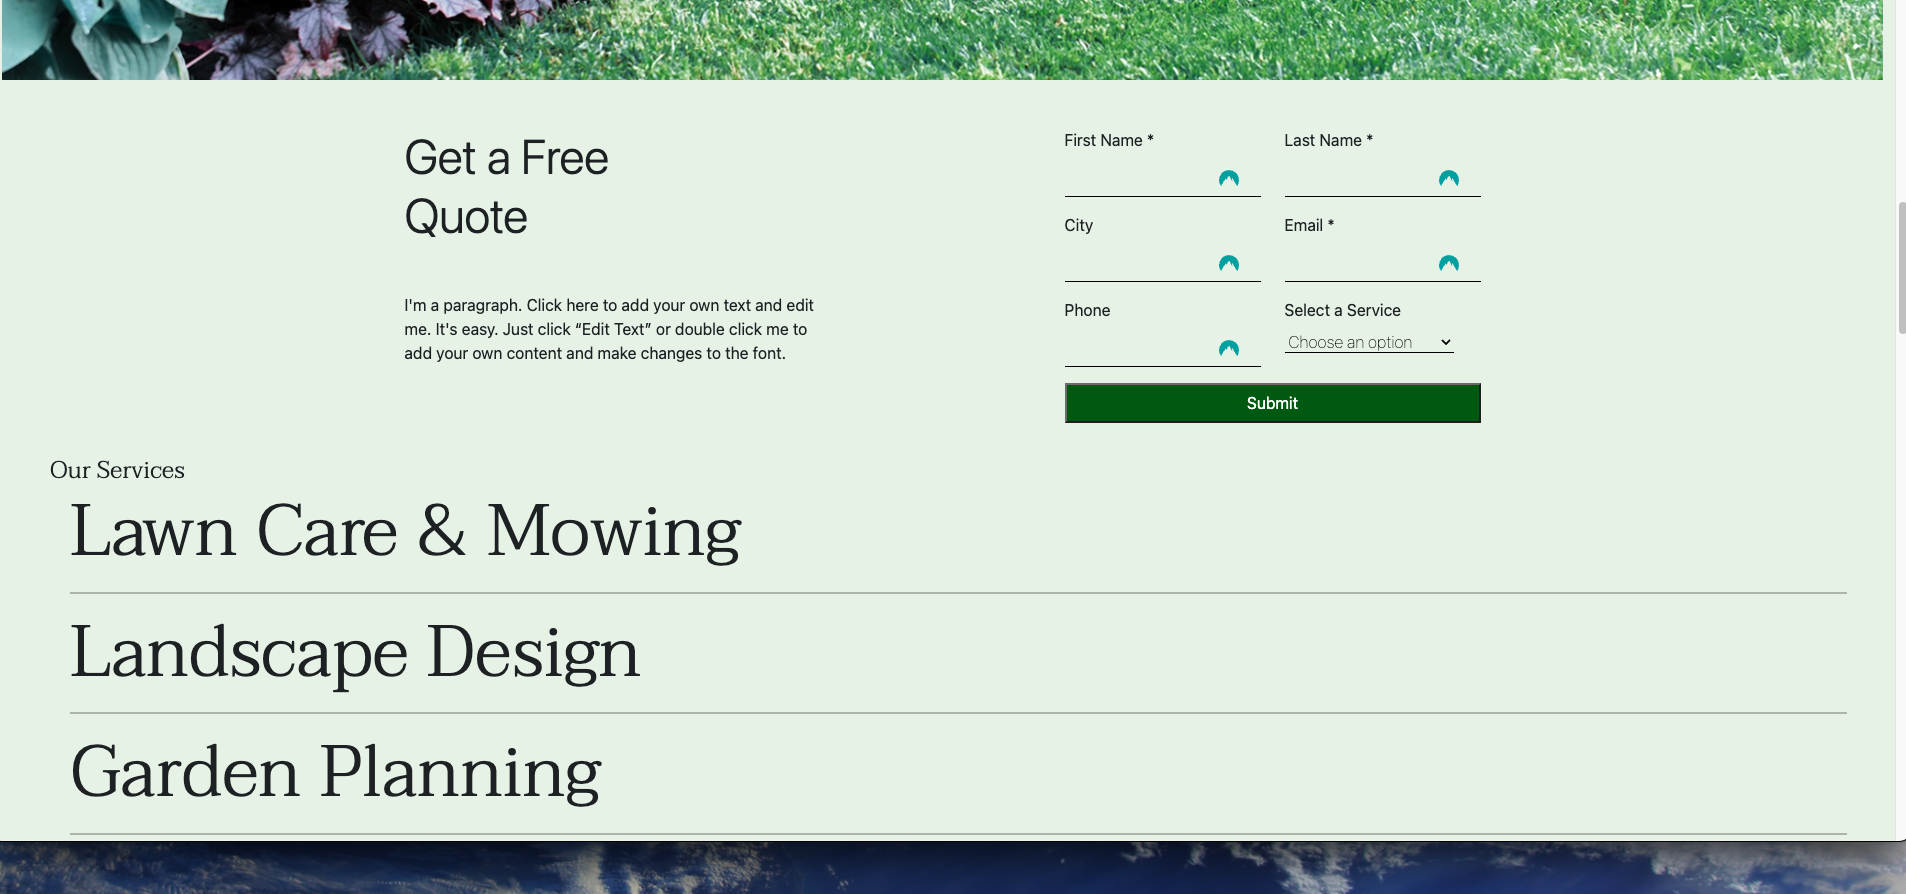 Get a Free
Quote
I'm a paragraph. Click here to add your own text and edit
me. It's easy. Just click “Edit Text” or double click me to
add your own content and make changes to the font.
First Name *
Last Name *
City
Email *
Phone
Select a Service
Choose an option
Submit
Our Services
Lawn Care & Mowing
Landscape Design
Garden Planning